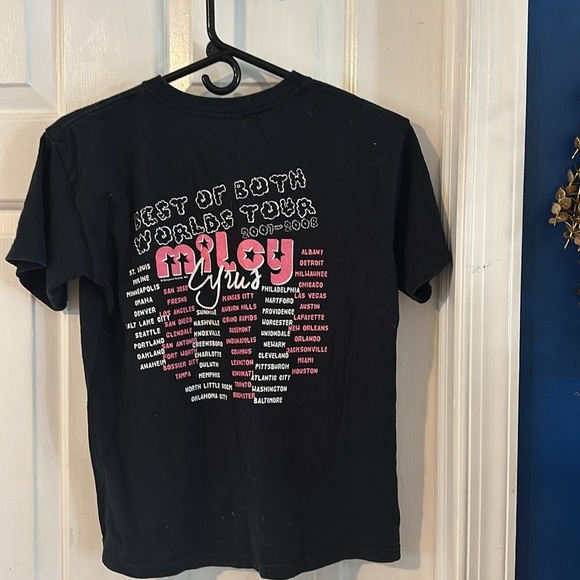 BEST OF BOTH
WORLDS TOUR
2007-2008
miley
Cyrus
ST. LOUIS
MOLINE
MINNEAPOLIS
OMAHA
DENVER
SALT LAKE CITY
SEATTLE
PORTLAND
OAKLAND
ANAHEIM
SAN JOSE
FRESNO
LOS ANGELES
SAN DIEGO
GLENDALE
SAN ANTONIO
FORT WORTH
BOSSIER CITY
TAMPA
SUNRISE
NASHVILLE
KNOXVILLE
GREENSBORO
CHARLOTTE
DULUTH
MEMPHIS
NORTH LITTLE ROCK
OKLAHOMA CITY
KANSAS CITY
AUBURN HILLS
GRAND RAPIDS
ROSEMONT
INDIANAPOLIS
COLUMBUS
LEXINGTON
CINCINNATI
TORONTO
ROCHESTER
PHILADELPHIA
HARTFORD
PROVIDENCE
WORCESTER
UNIONDALE
NEWARK
CLEVELAND
PITTSBURGH
ATLANTIC CITY
WASHINGTON
BALTIMORE
ALBANY
DETROIT
MILWAUKEE
CHICAGO
LAS VEGAS
AUSTIN
LAFAYETTE
NEW ORLEANS
ORLANDO
JACKSONVILLE
MIAMI
HOUSTON